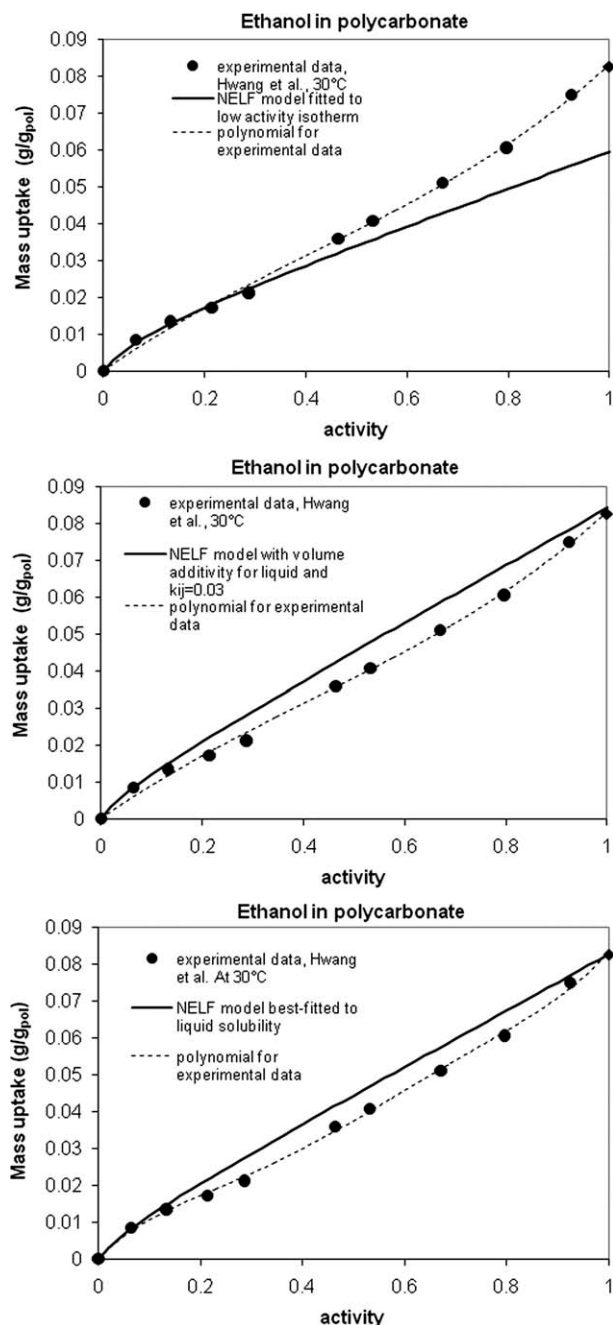 Ethanol in polycarbonate
0.09
0.08
0.07
0.06
0.05
0.04
0.03
0.02
0.01
0
Mass uptake (g/gpol)
experimental data,
Hwang et al., 30°C
NELF model fitted to
low activity isotherm
polynomial for
experimental data
0 0.2 0.4 0.6 0.8 1
activity
Ethanol in polycarbonate
0.09
0.08
0.07
0.06
0.05
0.04
0.03
0.02
0.01
0
Mass uptake (g/gpol)
experimental data, Hwang
et al., 30°C
NELF model with volume
additivity for liquid and
kij=0.03
polynomial for experimental
data
0 0.2 0.4 0.6 0.8 1
activity
Ethanol in polycarbonate
0.09
0.08
0.07
0.06
0.05
0.04
0.03
0.02
0.01
0
Mass uptake (g/gpol)
experimental data, Hwang
et al. At 30°C
NELF model best-fitted to
liquid solubility
polynomial for
experimental data
0 0.2 0.4 0.6 0.8 1
activity